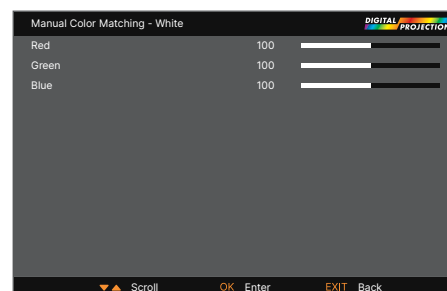 Manual Color Matching - White
DIGITAL
PROJECTION
Red 100
Green 100
Blue 100
Scroll OK Enter EXIT Back